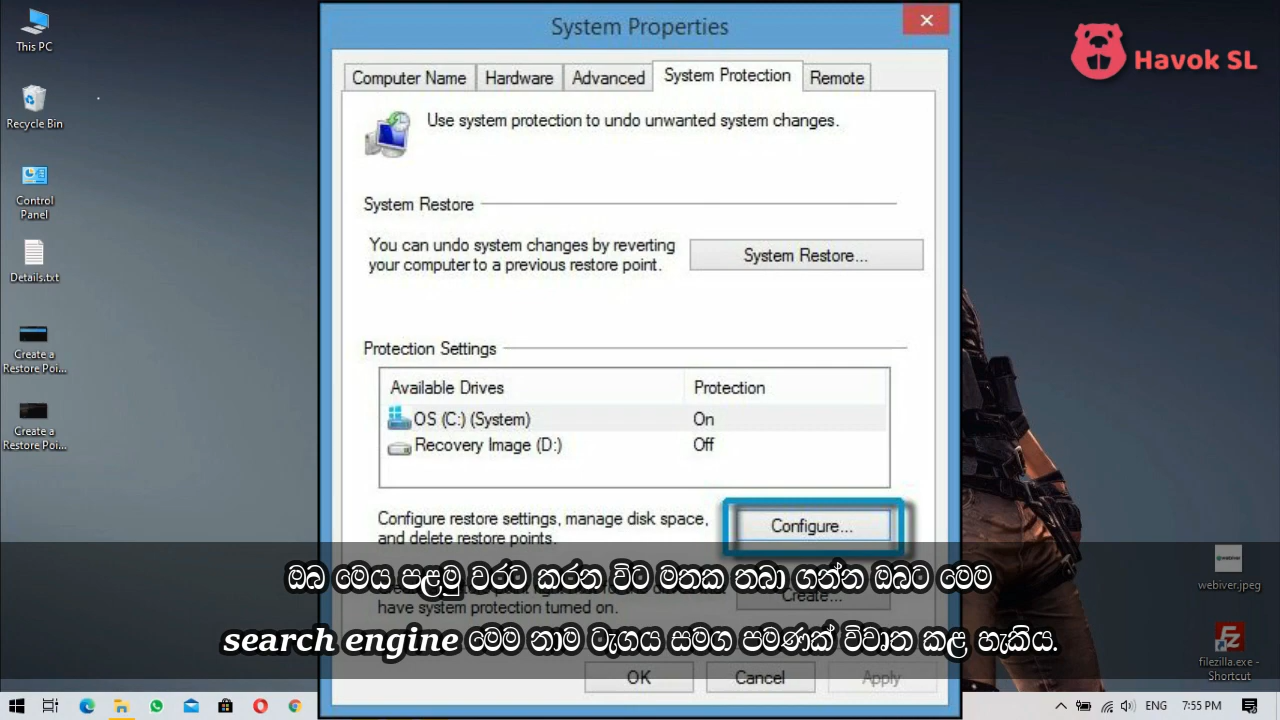 System Properties
Havok SL
This PC
Recycle Bin
Control
Panel
Details.txt
Create a
Restore Poi...
Create a
Restore Poi...
Computer Name
Hardware
Advanced
System Protection
Remote
Use system protection to undo unwanted system changes.
System Restore
You can undo system changes by reverting
your computer to a previous restore point.
System Restore...
Protection Settings
Available Drives
Protection
OS (C:) (System)
On
Recovery Image (D:)
Off
Configure restore settings, manage disk space,
and delete restore points.
Configure...
have system protection turned on.
Create...
ඔබ මෙය පළමු වරට කරන විට මතක තබා ගන්න ඔබට මෙම
search engine මෙම නාම ටැගය සමග පමණක් විවෘත කළ හැකිය.
OK
Cancel
Apply
webiver
webiver.jpeg
filezilla.exe -
Shortcut
ENG
7:55 PM